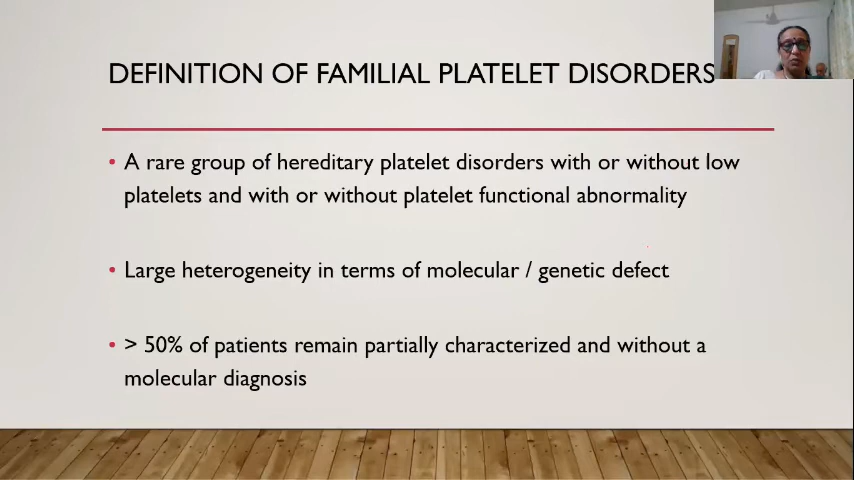 DEFINITION OF FAMILIAL PLATELET DISORDERS
• A rare group of hereditary platelet disorders with or without low
platelets and with or without platelet functional abnormality
• Large heterogeneity in terms of molecular / genetic defect
• > 50% of patients remain partially characterized and without a
molecular diagnosis